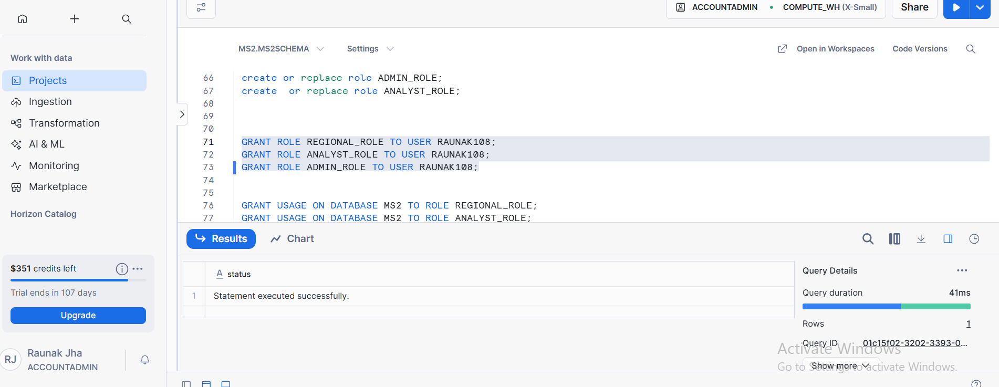 ACCOUNTADMIN
COMPUTE_WH (X-Small)
Share
Work with data
Projects
Ingestion
Transformation
AI & ML
Monitoring
Marketplace
Horizon Catalog
$351 credits left
Trial ends in 107 days
Upgrade
RJ
Raunak Jha
ACCOUNTADMIN
MS2.MS2SCHEMA
Settings
Open in Workspaces
Code Versions
66 create or replace role ADMIN_ROLE;
67 create  or replace role ANALYST_ROLE;
68
69
70
71 GRANT ROLE REGIONAL_ROLE TO USER RAUNAK108;
72 GRANT ROLE ANALYST_ROLE TO USER RAUNAK108;
73 GRANT ROLE ADMIN_ROLE TO USER RAUNAK108;
74
75
76 GRANT USAGE ON DATABASE MS2 TO ROLE REGIONAL_ROLE;
77 GRANT USAGE ON DATABASE MS2 TO ROLE ANALYST_ROLE;
Results
Chart
A status
1 Statement executed successfully.
Query Details
Query duration 41ms
Rows 1
Query ID 01c15f02-3202-3393-0...
Show more
Activate Windows
Go to Settings to activate Windows.